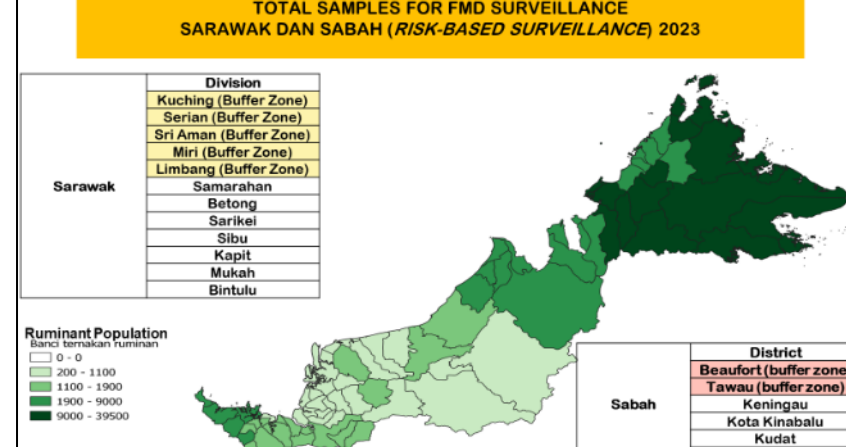 TOTAL SAMPLES FOR FMD SURVEILLANCE
SARAWAK DAN SABAH (RISK-BASED SURVEILLANCE) 2023
Division
Kuching (Buffer Zone)
Serian (Buffer Zone)
Sri Aman (Buffer Zone)
Miri (Buffer Zone)
Limbang (Buffer Zone)
Sarawak
Samarahan
Betong
Sarikei
Sibu
Kapit
Mukah
Bintulu
Ruminant Population
Banci ternakan ruminan
0 - 0
200 - 1100
1100 - 1900
1900 - 9000
9000 - 39500
District
Beaufort (buffer zone
Tawau (buffer zone)
Sabah
Keningau
Kota Kinabalu
Kudat